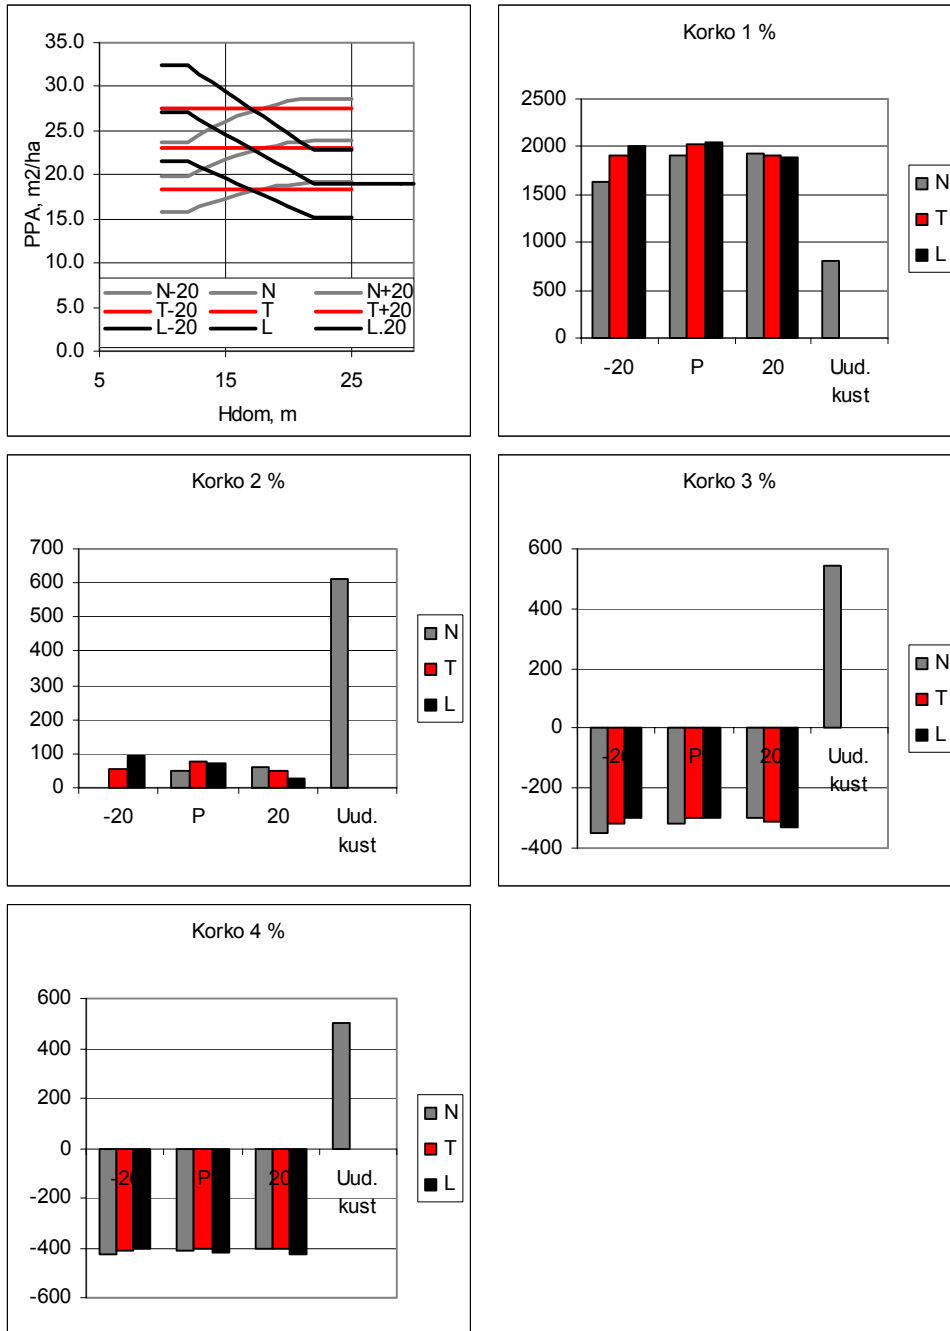 35.0
30.0
25.0
20.0
15.0
10.0
5.0
0.0
PPA, m2/ha
N-20 N N+20
T-20 T T+20
L-20 L L.20
5 15 25
Hdom, m
Korko 1 %
2500
2000
1500
1000
500
0
-20 P 20 Uud.
kust
N
T
L
Korko 2 %
700
600
500
400
300
200
100
0
-20 P 20 Uud.
kust
N
T
L
Korko 3 %
600
400
200
0
-200
-400
-20 P 20 Uud.
kust
N
T
L
Korko 4 %
600
400
200
0
-200
-400
-600
-20 P 20 Uud.
kust
N
T
L